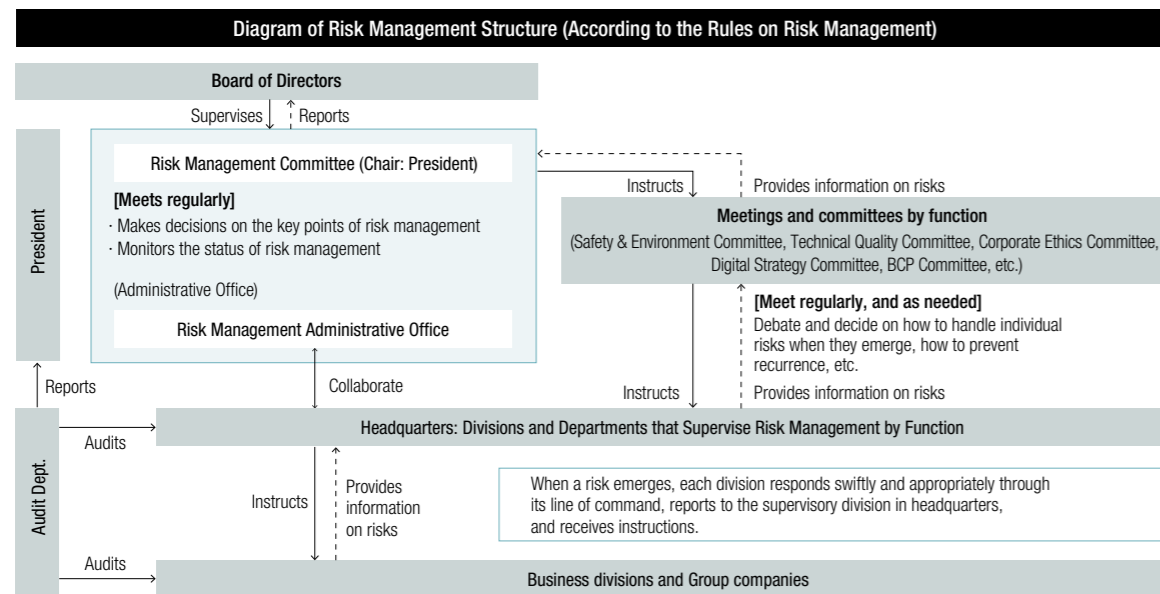 Diagram of Risk Management Structure (According to the Rules on Risk Management)
Board of Directors
Supervises
Reports
President
Risk Management Committee (Chair: President)
[Meets regularly]
· Makes decisions on the key points of risk management
· Monitors the status of risk management
(Administrative Office)
Risk Management Administrative Office
Instructs
Provides information on risks
Meetings and committees by function
(Safety & Environment Committee, Technical Quality Committee, Corporate Ethics Committee,
Digital Strategy Committee, BCP Committee, etc.)
[Meet regularly, and as needed]
Debate and decide on how to handle individual
risks when they emerge, how to prevent
recurrence, etc.
Reports
Collaborate
Instructs
Provides information on risks
Audit Dept.
Audits
Headquarters: Divisions and Departments that Supervise Risk Management by Function
Instructs
Provides
information
on risks
When a risk emerges, each division responds swiftly and appropriately through
its line of command, reports to the supervisory division in headquarters,
and receives instructions.
Audits
Business divisions and Group companies